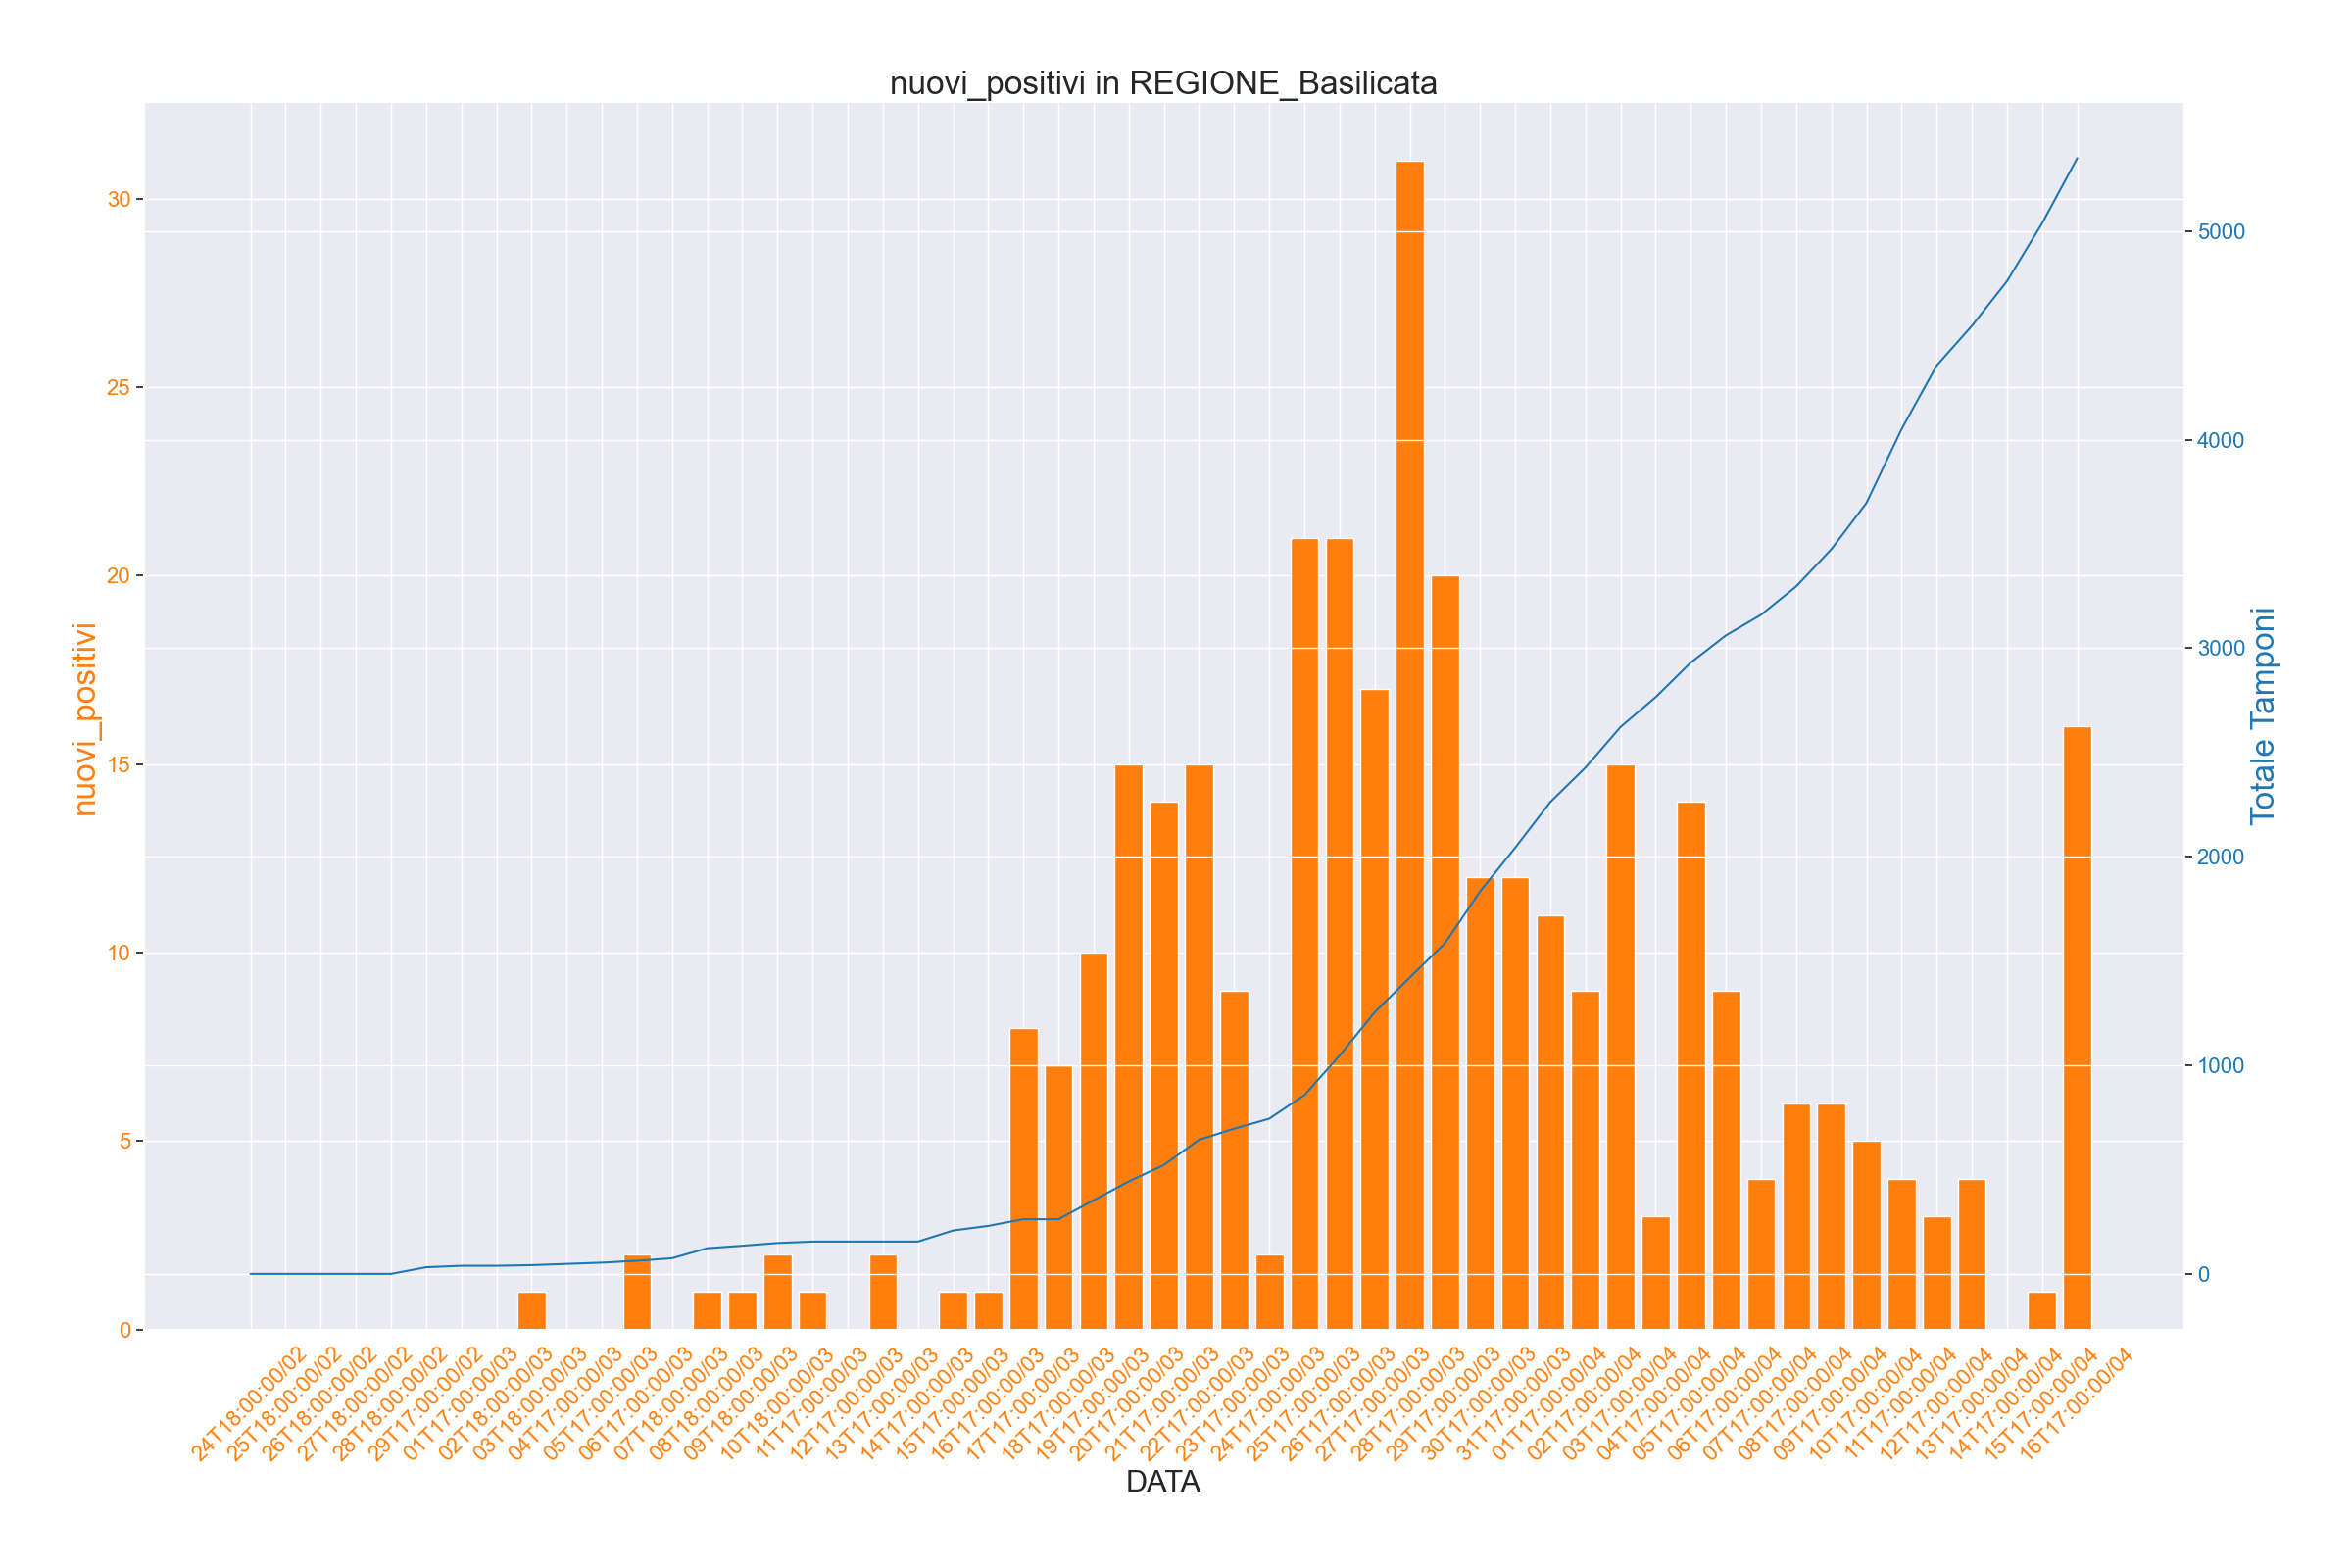 nuovi_positivi in REGIONE_Basilicata
nuovi_positivi
30
25
20
15
10
5
0
Totale Tamponi
5000
4000
3000
2000
1000
0
24T18:00:00/02
25T18:00:00/02
26T18:00:00/02
27T18:00:00/02
28T18:00:00/02
29T17:00:00/02
01T17:00:00/03
02T18:00:00/03
03T18:00:00/03
04T17:00:00/03
05T17:00:00/03
06T17:00:00/03
07T18:00:00/03
08T18:00:00/03
09T18:00:00/03
10T18:00:00/03
11T17:00:00/03
12T17:00:00/03
13T17:00:00/03
14T17:00:00/03
15T17:00:00/03
16T17:00:00/03
17T17:00:00/03
18T17:00:00/03
19T17:00:00/03
20T17:00:00/03
21T17:00:00/03
22T17:00:00/03
23T17:00:00/03
24T17:00:00/03
25T17:00:00/03
26T17:00:00/03
27T17:00:00/03
28T17:00:00/03
29T17:00:00/03
30T17:00:00/03
31T17:00:00/03
01T17:00:00/04
02T17:00:00/04
03T17:00:00/04
04T17:00:00/04
05T17:00:00/04
06T17:00:00/04
07T17:00:00/04
08T17:00:00/04
09T17:00:00/04
10T17:00:00/04
11T17:00:00/04
12T17:00:00/04
13T17:00:00/04
14T17:00:00/04
15T17:00:00/04
16T17:00:00/04
DATA